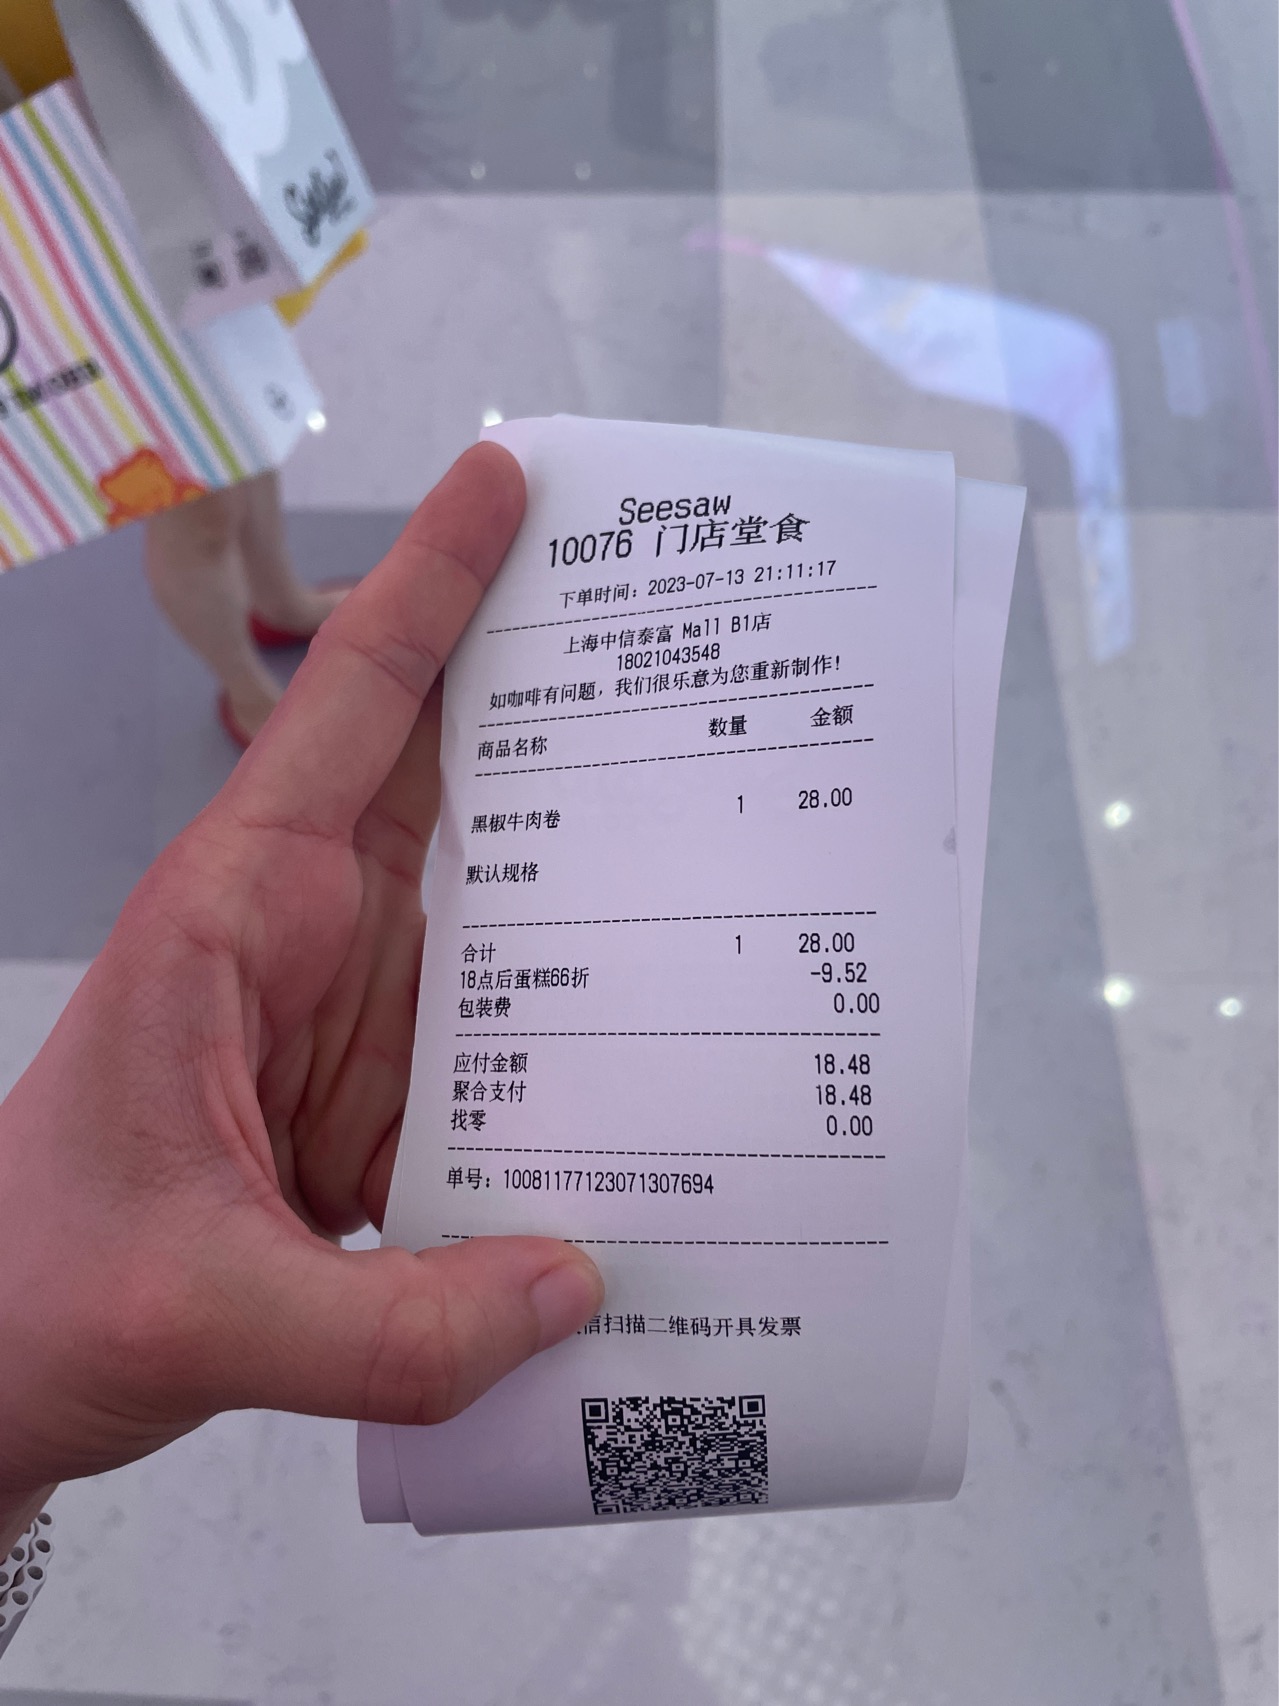 Seesaw
10076 门店堂食
下单时间：2023-07-13 21:11:17
上海中信泰富 Mall B1店
18021043548
如咖啡有问题，我们很乐意为您重新制作！
商品名称 数量 金额
黑椒牛肉卷 1 28.00
默认规格
合计 1 28.00
18点后蛋糕66折 -9.52
包装费 0.00
应付金额 18.48
聚合支付 18.48
找零 0.00
单号：10081177123071307694
信扫描二维码开具发票